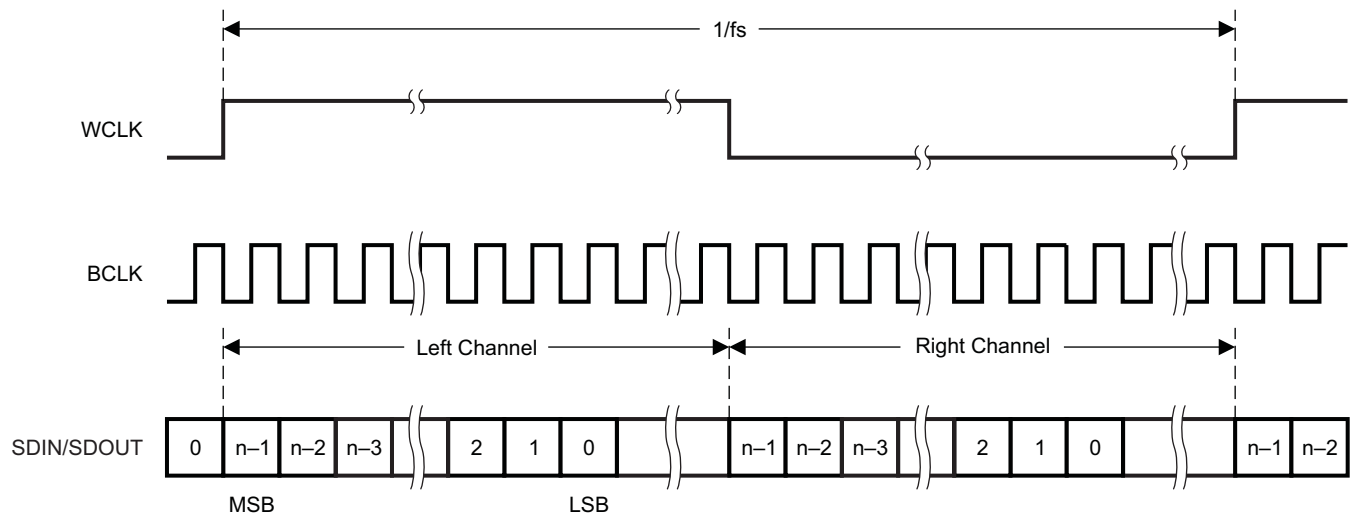 1/fs
WCLK
BCLK
Left Channel Right Channel
SDIN/SDOUT 0 n–1 n–2 n–3 2 1 0 n–1 n–2 n–3 2 1 0 n–1 n–2
MSB LSB